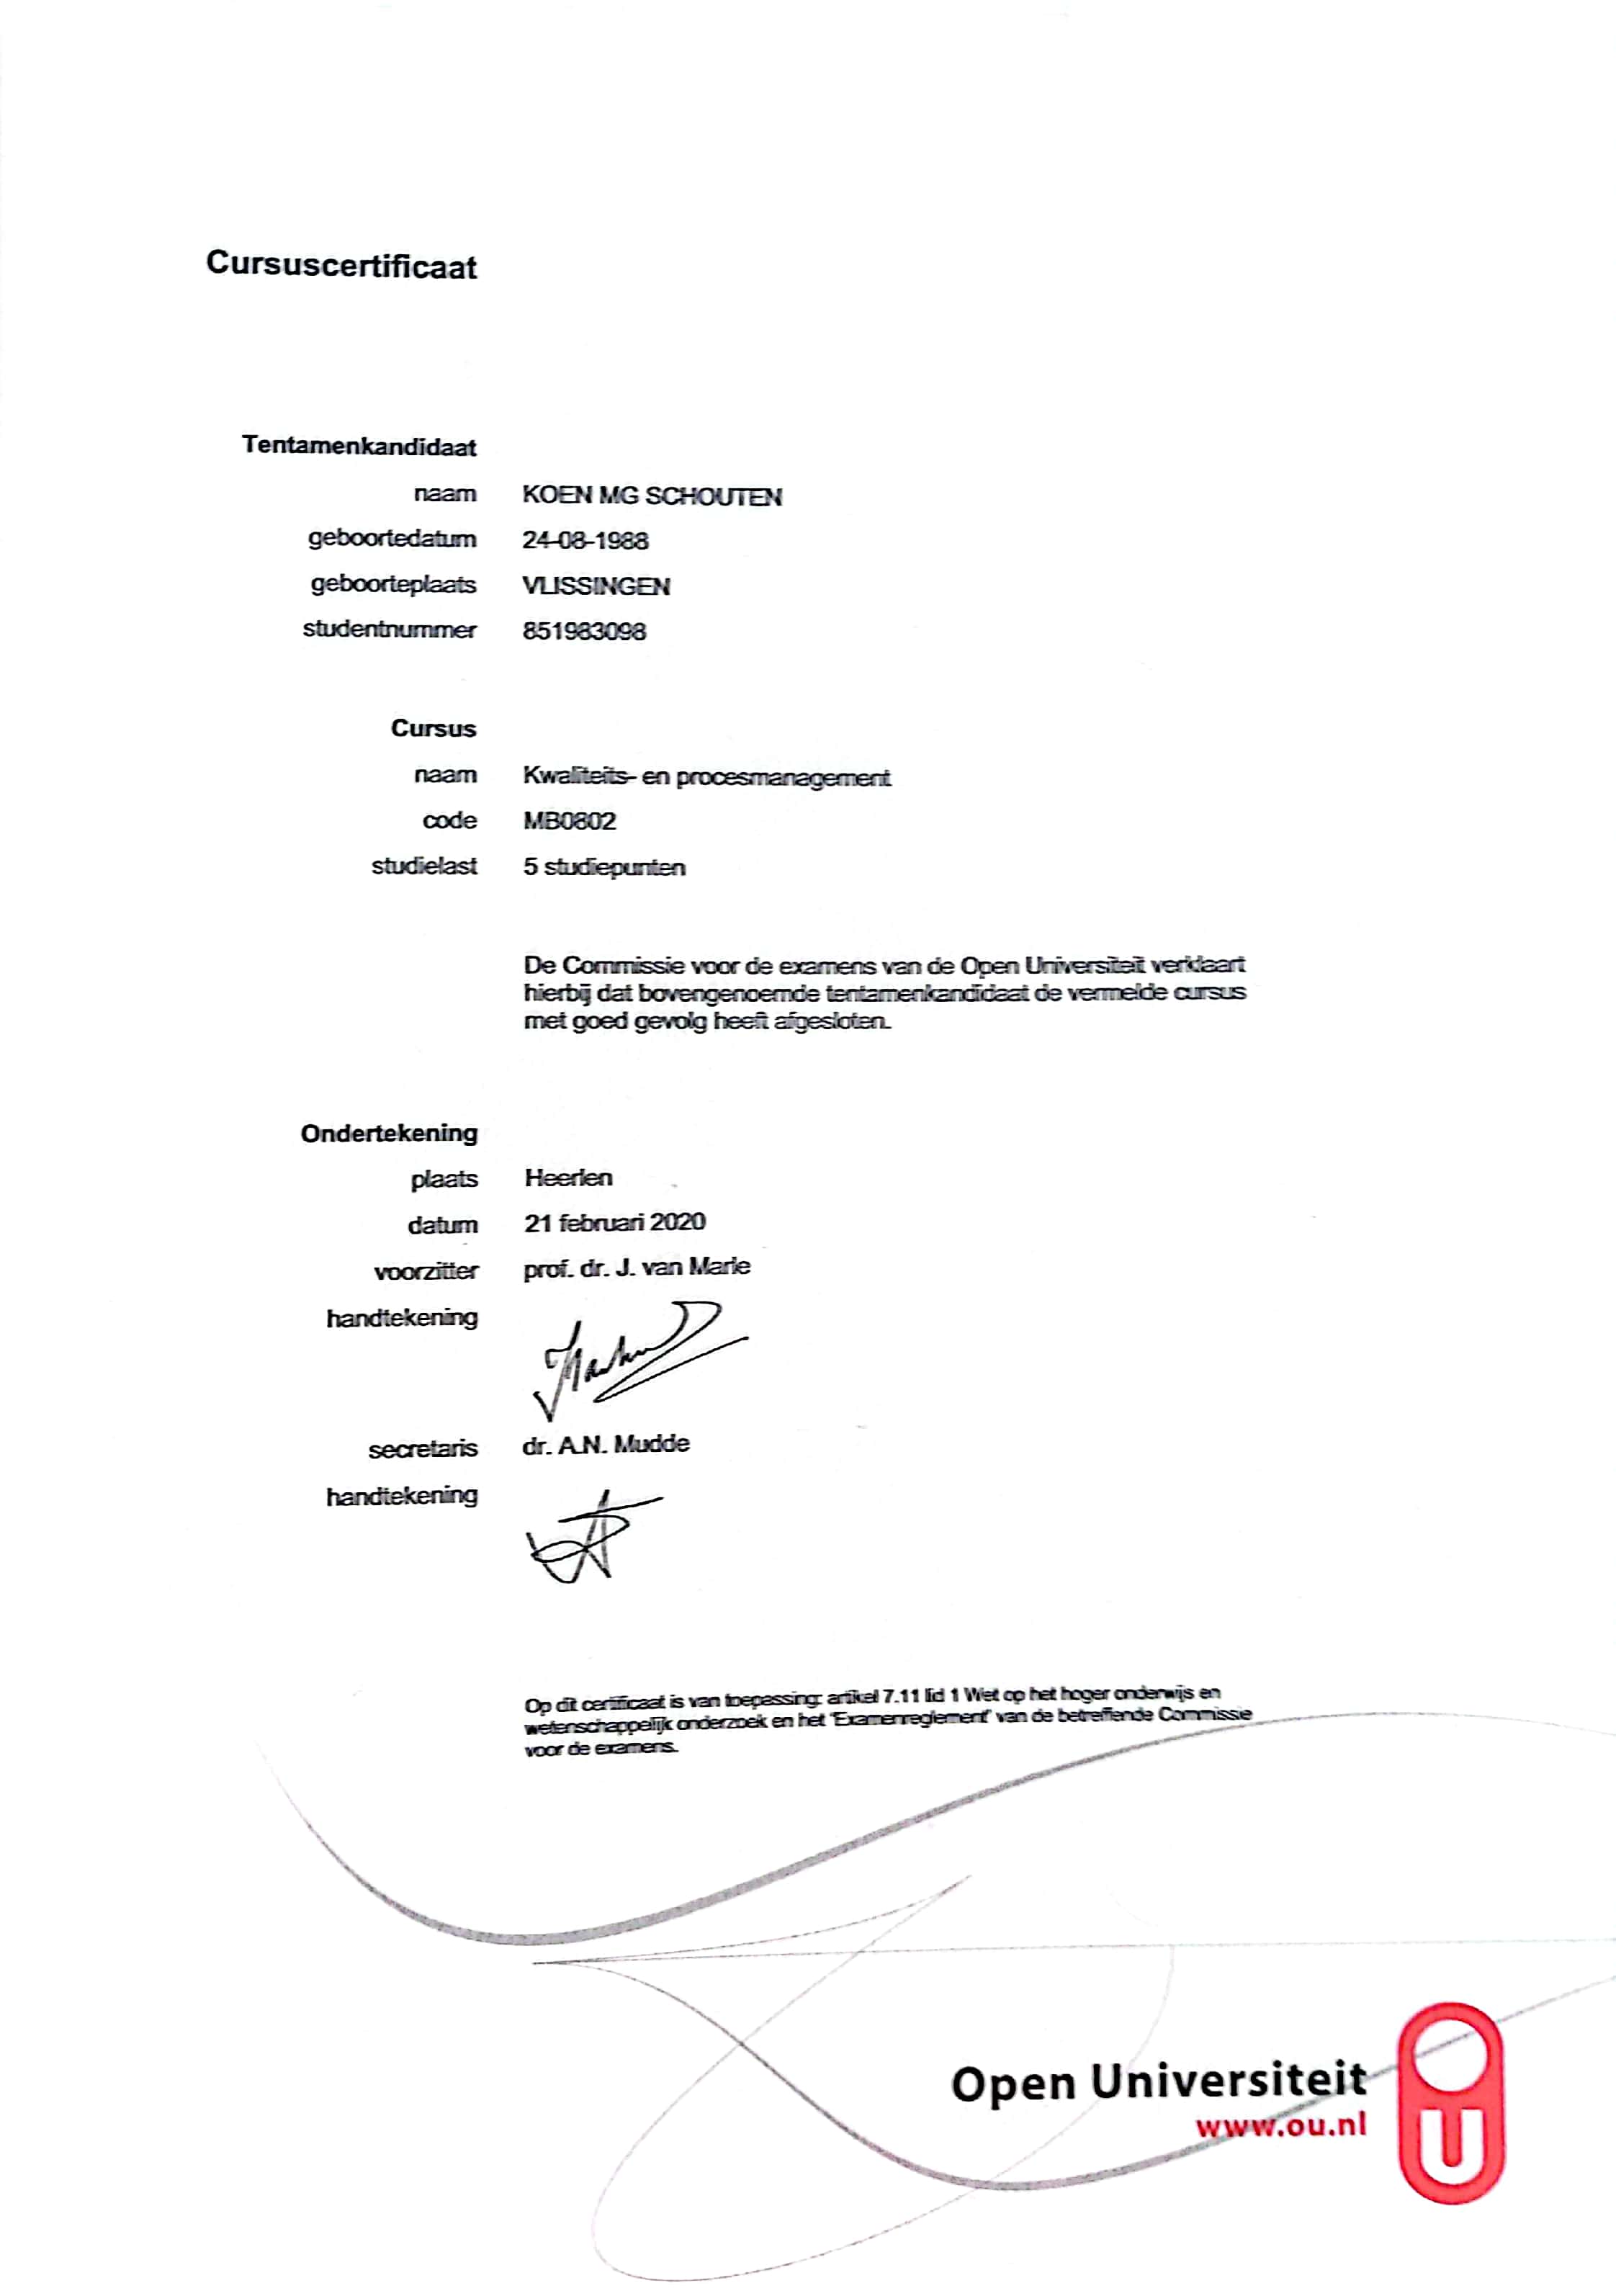 Cursuscertificaat
Tentamenkandidaat
naam KOEN MG SCHOUTEN
geboortedatum 24-08-1988
geboorteplaats VLISSINGEN
studentnummer 851983098
Cursus
naam Kwaliteits- en procesmanagement
code MB0802
studielast 5 studiepunten
De Commissie voor de examens van de Open Universiteit verklaart
hierbij dat bovengenoemde tentamenkandidaat de vermelde cursus
met goed gevolg heeft afgesloten.
Ondertekening
plaats Heerlen
datum 21 februari 2020
voorzitter prof. dr. J. van Marle
handtekening
secretaris dr. A.N. Mudde
handtekening
Op dit certificaat is van toepassing: artikel 7.11 lid 1 Wet op het hoger onderwijs en
wetenschappelijk onderzoek en het 'Examenreglement' van de betreffende Commissie
voor de examens.
Open Universiteit
www.ou.nl